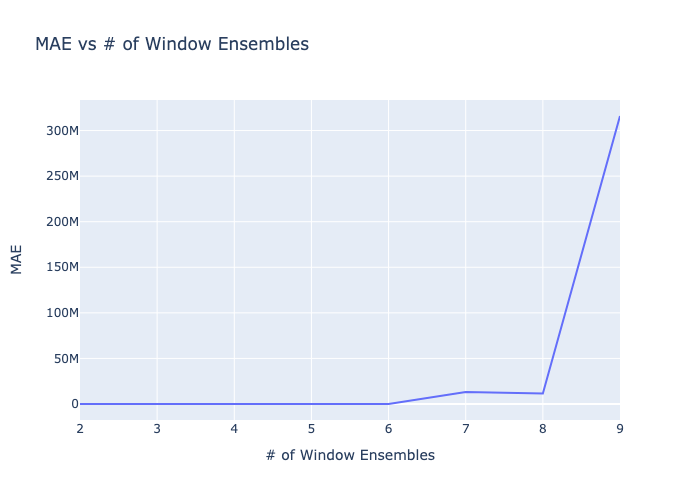 MAE vs # of Window Ensembles
300M
250M
200M
150M
100M
50M
0
MAE
2 3 4 5 6 7 8 9
# of Window Ensembles